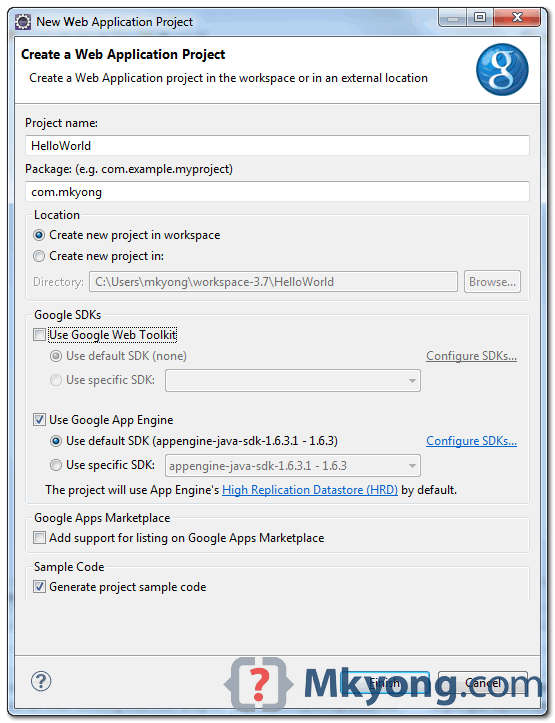 New Web Application Project
Create a Web Application Project
Create a Web Application project in the workspace or in an external location
g
Project name:
HelloWorld
Package: (e.g. com.example.myproject)
com.mkyong
Location
Create new project in workspace
Create new project in:
Directory: C:\Users\mkyong\workspace-3.7\HelloWorld Browse...
Google SDKs
Use Google Web Toolkit
Use default SDK (none) Configure SDKs...
Use specific SDK:
Use Google App Engine
Use default SDK (appengine-java-sdk-1.6.3.1 - 1.6.3) Configure SDKs...
Use specific SDK: appengine-java-sdk-1.6.3.1 - 1.6.3
The project will use App Engine's High Replication Datastore (HRD) by default.
Google Apps Marketplace
Add support for listing on Google Apps Marketplace
Sample Code
Generate project sample code
? Finish Cancel
{?} Mkyong.com